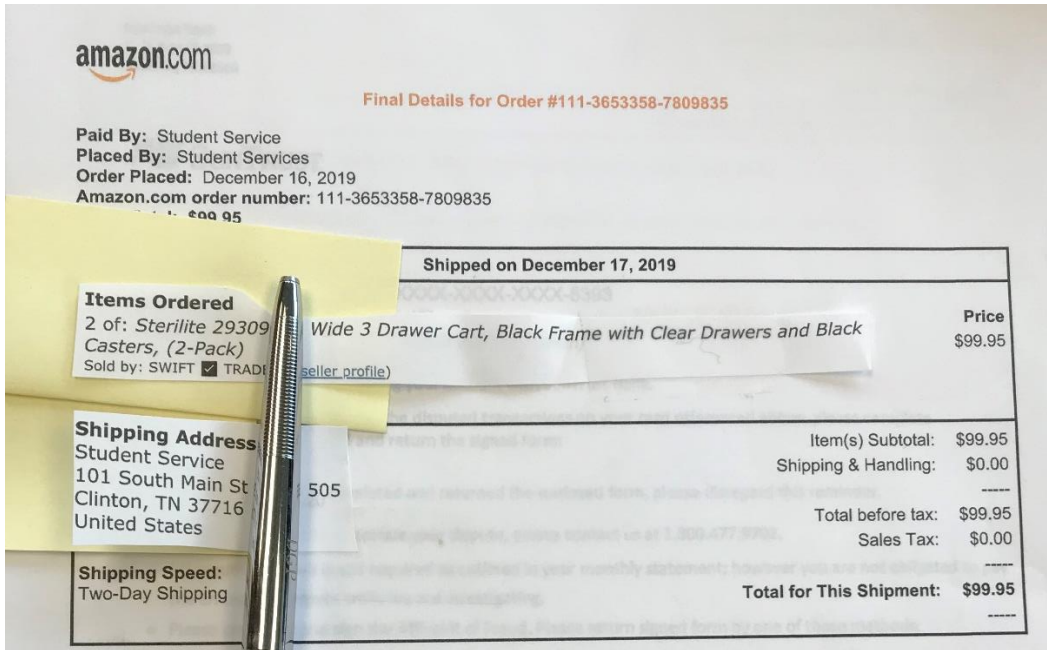 amazon.com
Final Details for Order #111-3653358-7809835
Paid By: Student Service
Placed By: Student Services
Order Placed: December 16, 2019
Amazon.com order number: 111-3653358-7809835
$99.95
Shipped on December 17, 2019
Items Ordered
Price
2 of: Sterilite 29309 Wide 3 Drawer Cart, Black Frame with Clear Drawers and Black
$99.95
Casters, (2-Pack)
Sold by: SWIFT seller profile)
Shipping Address
Student Service
101 South Main St 505
Clinton, TN 37716
United States
Item(s) Subtotal: $99.95
Shipping & Handling: $0.00
-----
Total before tax: $99.95
Sales Tax: $0.00
-----
Shipping Speed:
Two-Day Shipping
Total for This Shipment: $99.95
-----